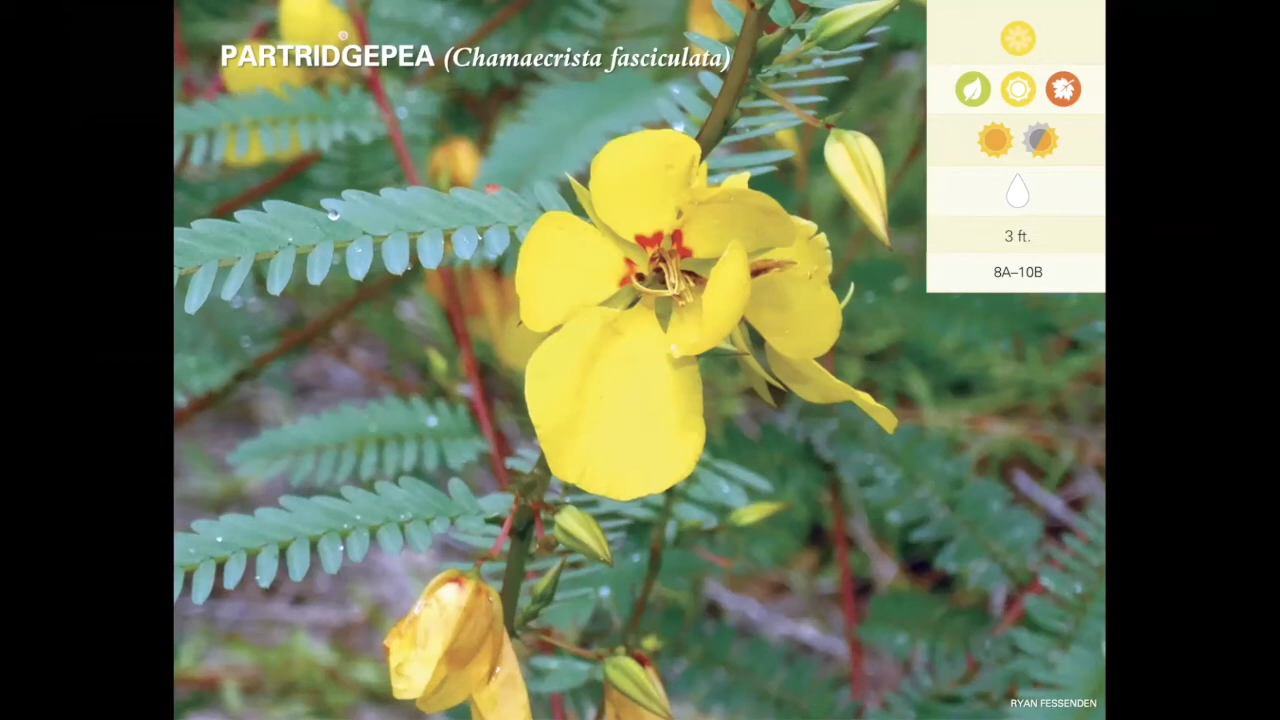 PARTRIDGEPEA (Chamaecrista fasciculata)
3 ft.
8A–10B
RYAN FESSENDEN